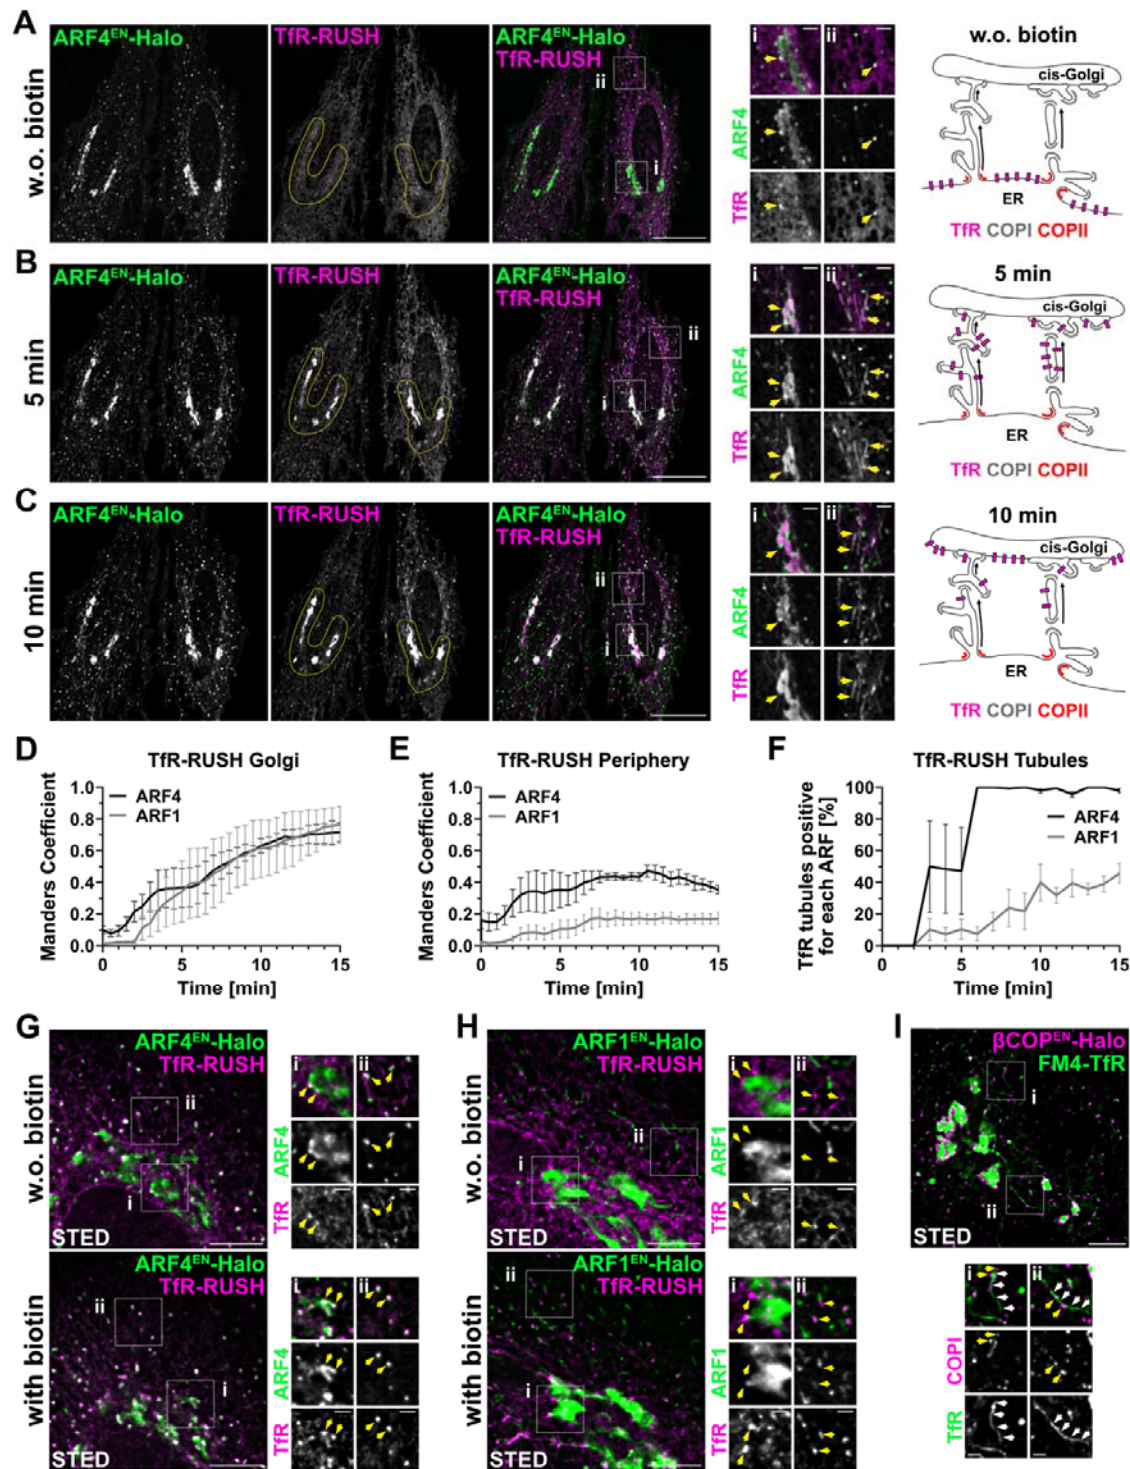 A
ARF4EN-Halo
TfR-RUSH
ARF4EN-Halo
TfR-RUSH
ii
i
i
ii
w.o. biotin
ARF4
TfR
w.o. biotin
cis-Golgi
ER
TfR COPI COPII
B
ARF4EN-Halo
TfR-RUSH
ARF4EN-Halo
TfR-RUSH
ii
i
i
ii
5 min
ARF4
TfR
5 min
cis-Golgi
ER
TfR COPI COPII
C
ARF4EN-Halo
TfR-RUSH
ARF4EN-Halo
TfR-RUSH
ii
i
i
ii
10 min
ARF4
TfR
10 min
cis-Golgi
ER
TfR COPI COPII
D
TfR-RUSH Golgi
ARF4
ARF1
Manders Coefficient
1.0
0.8
0.6
0.4
0.2
0.0
0
5
10
15
Time [min]
E
TfR-RUSH Periphery
ARF4
ARF1
Manders Coefficient
1.0
0.8
0.6
0.4
0.2
0.0
0
5
10
15
Time [min]
F
TfR-RUSH Tubules
ARF4
ARF1
TfR tubules positive
for each ARF [%]
100
80
60
40
20
0
0
5
10
15
Time [min]
G
ARF4EN-Halo
TfR-RUSH
ii
i
STED
w.o. biotin
i
ii
ARF4
TfR
ARF4EN-Halo
TfR-RUSH
ii
i
STED
with biotin
i
ii
ARF4
TfR
H
ARF1EN-Halo
TfR-RUSH
ii
i
STED
w.o. biotin
i
ii
ARF1
TfR
ARF1EN-Halo
TfR-RUSH
ii
i
STED
with biotin
i
ii
ARF1
TfR
I
βCOPEN-Halo
FM4-TfR
i
ii
STED
i
ii
COPI
TfR